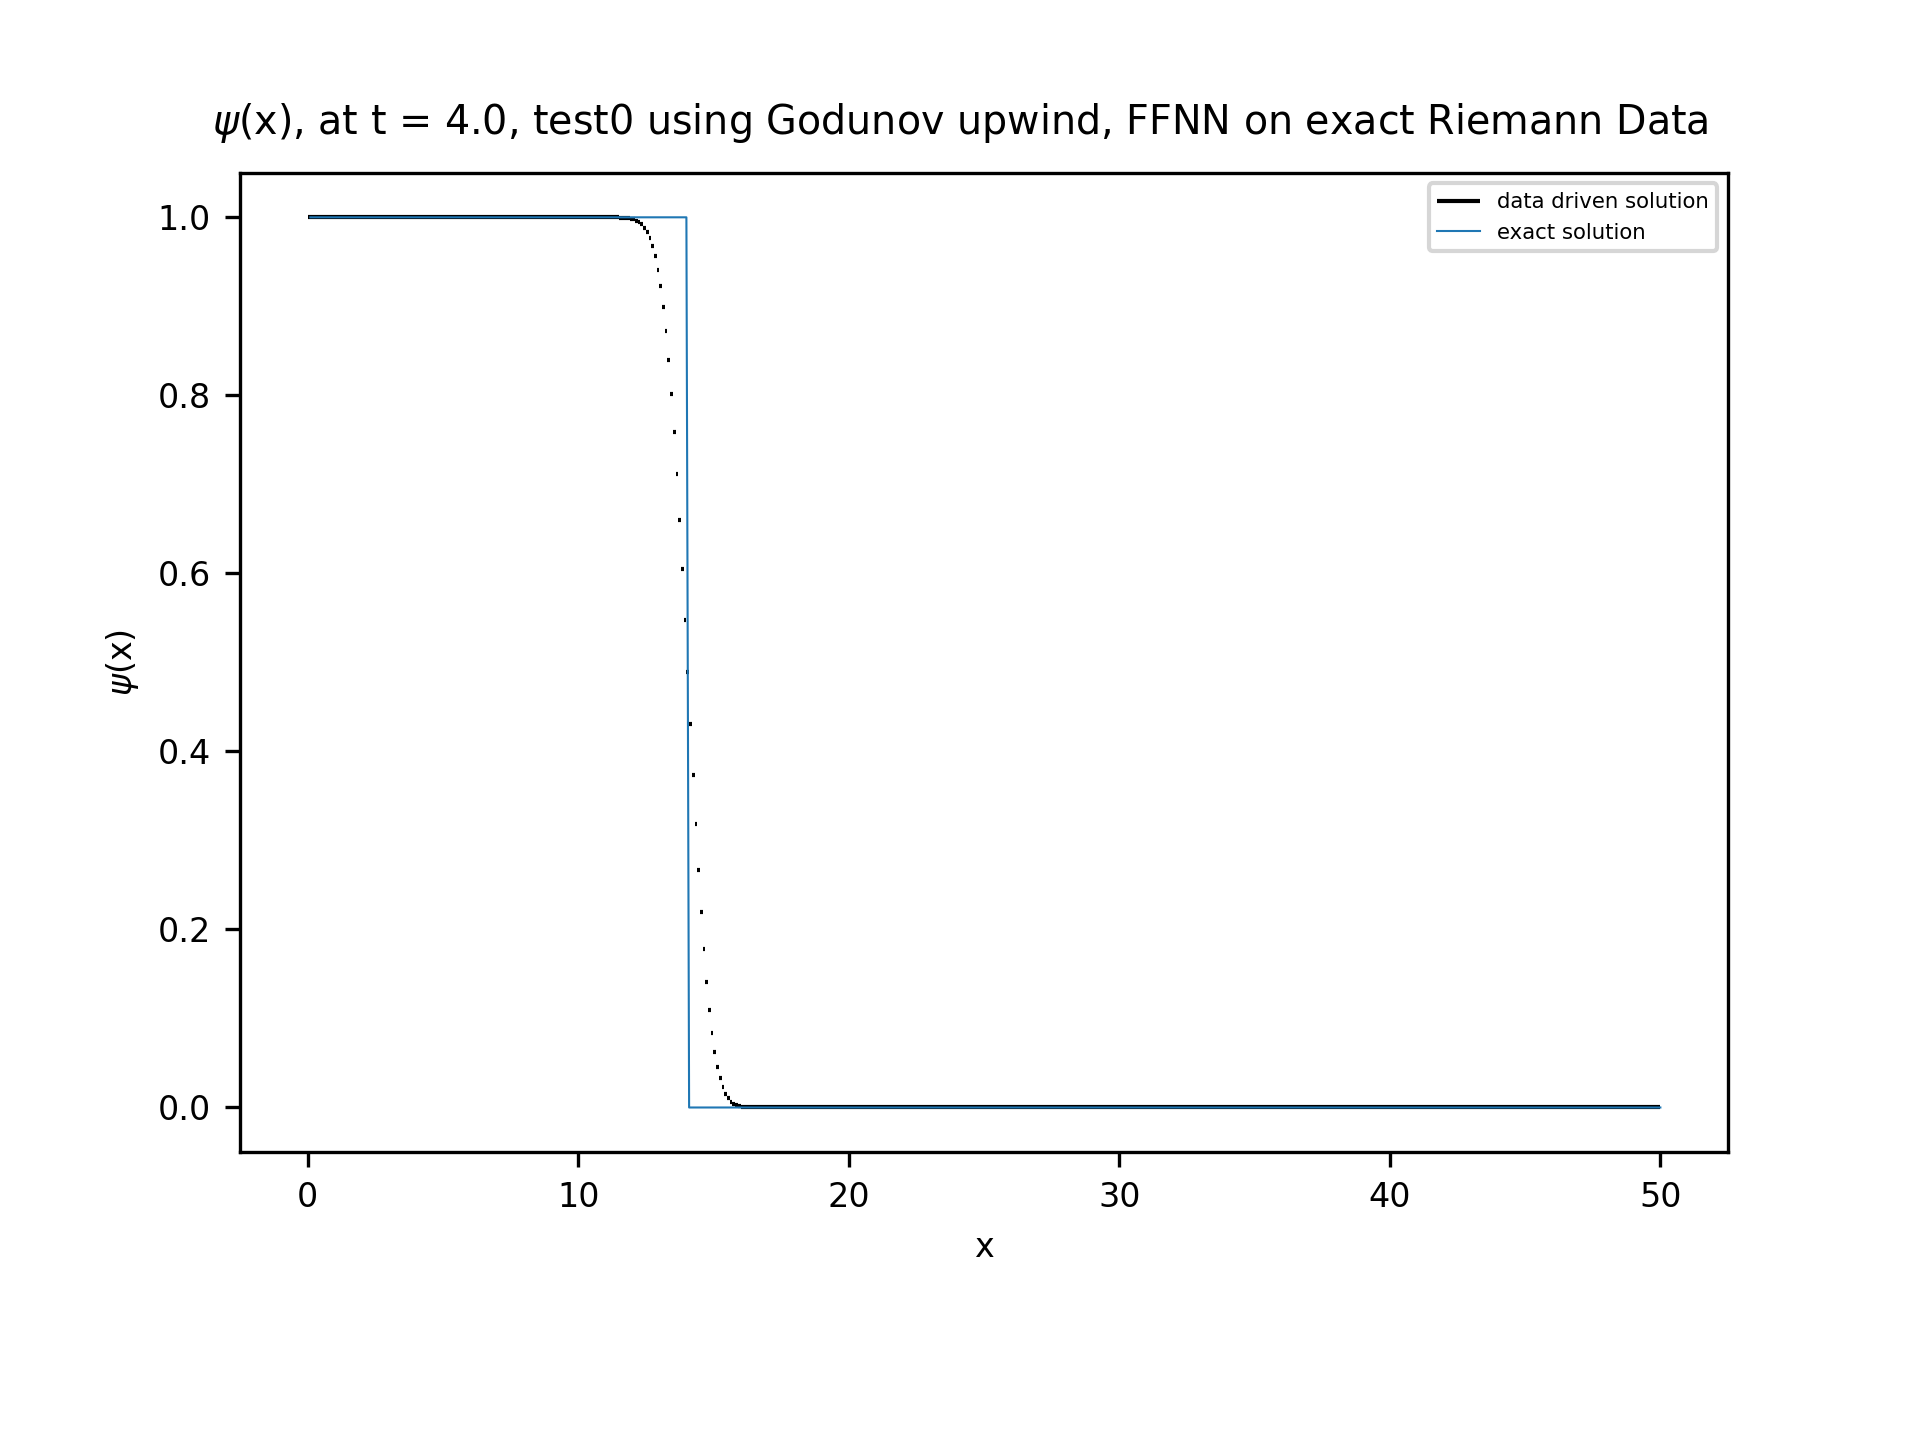 ψ(x), at t = 4.0, test0 using Godunov upwind, FFNN on exact Riemann Data
data driven solution
exact solution
1.0
0.8
0.6
0.4
0.2
0.0
ψ(x)
0 10 20 30 40 50
x